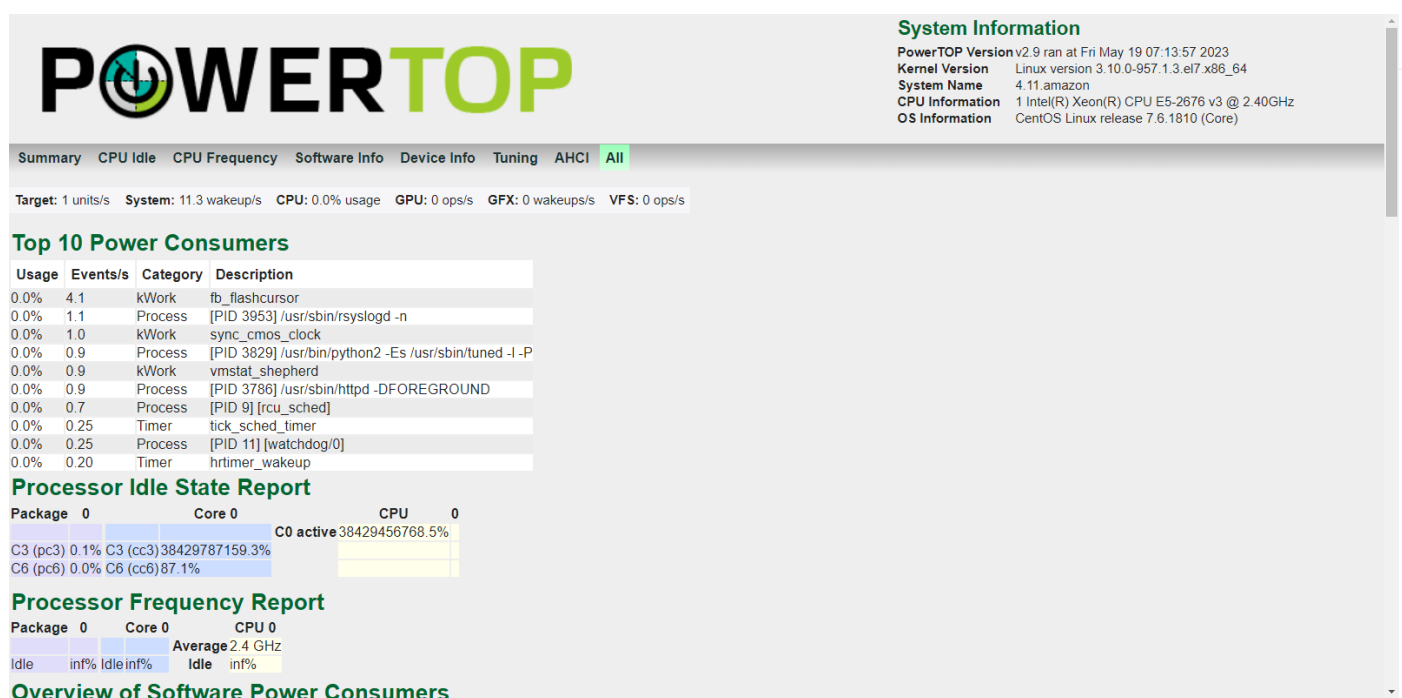 POWERTOP
System Information
PowerTOP Version v2.9 ran at Fri May 19 07:13:57 2023
Kernel Version Linux version 3.10.0-957.1.3.el7.x86_64
System Name 4.11.amazon
CPU Information 1 Intel(R) Xeon(R) CPU E5-2676 v3 @ 2.40GHz
OS Information CentOS Linux release 7.6.1810 (Core)
Summary CPU Idle CPU Frequency Software Info Device Info Tuning AHCI All
Target: 1 units/s System: 11.3 wakeup/s CPU: 0.0% usage GPU: 0 ops/s GFX: 0 wakeups/s VFS: 0 ops/s
Top 10 Power Consumers
Usage Events/s Category Description
0.0% 4.1 kWork fb_flashcursor
0.0% 1.1 Process [PID 3953] /usr/sbin/rsyslogd -n
0.0% 1.0 kWork sync_cmos_clock
0.0% 0.9 Process [PID 3829] /usr/bin/python2 -Es /usr/sbin/tuned -l -P
0.0% 0.9 kWork vmstat_shepherd
0.0% 0.9 Process [PID 3786] /usr/sbin/httpd -DFOREGROUND
0.0% 0.7 Process [PID 9] [rcu_sched]
0.0% 0.25 Timer tick_sched_timer
0.0% 0.25 Process [PID 11] [watchdog/0]
0.0% 0.20 Timer hrtimer_wakeup
Processor Idle State Report
Package 0 Core 0 CPU 0
C0 active 38429456768.5%
C3 (pc3) 0.1% C3 (cc3) 38429787159.3%
C6 (pc6) 0.0% C6 (cc6) 87.1%
Processor Frequency Report
Package 0 Core 0 CPU 0
Average 2.4 GHz
Idle inf% Idle inf% Idle inf%
Overview of Software Power Consumers